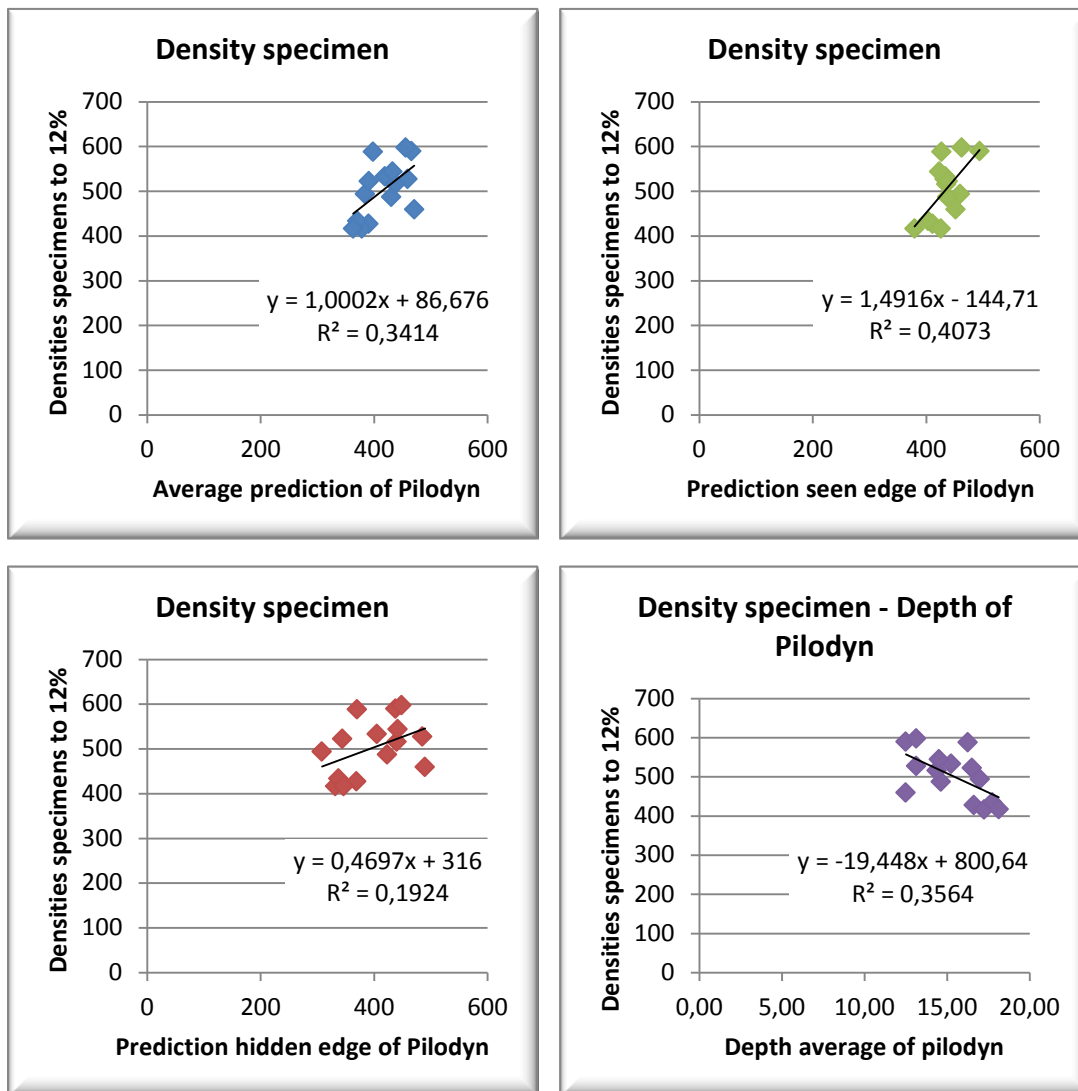 Density specimen
Densities specimens to 12%
700
600
500
400
300
200
100
0
y = 1,0002x + 86,676
R² = 0,3414
0 200 400 600
Average prediction of Pilodyn
Density specimen
Densities specimens to 12%
700
600
500
400
300
200
100
0
y = 1,4916x - 144,71
R² = 0,4073
0 200 400 600
Prediction seen edge of Pilodyn
Density specimen
Densities specimens to 12%
700
600
500
400
300
200
100
0
y = 0,4697x + 316
R² = 0,1924
0 200 400 600
Prediction hidden edge of Pilodyn
Density specimen - Depth of
Pilodyn
Densities specimens to 12%
700
600
500
400
300
200
100
0
y = -19,448x + 800,64
R² = 0,3564
0,00 5,00 10,00 15,00 20,00
Depth average of pilodyn